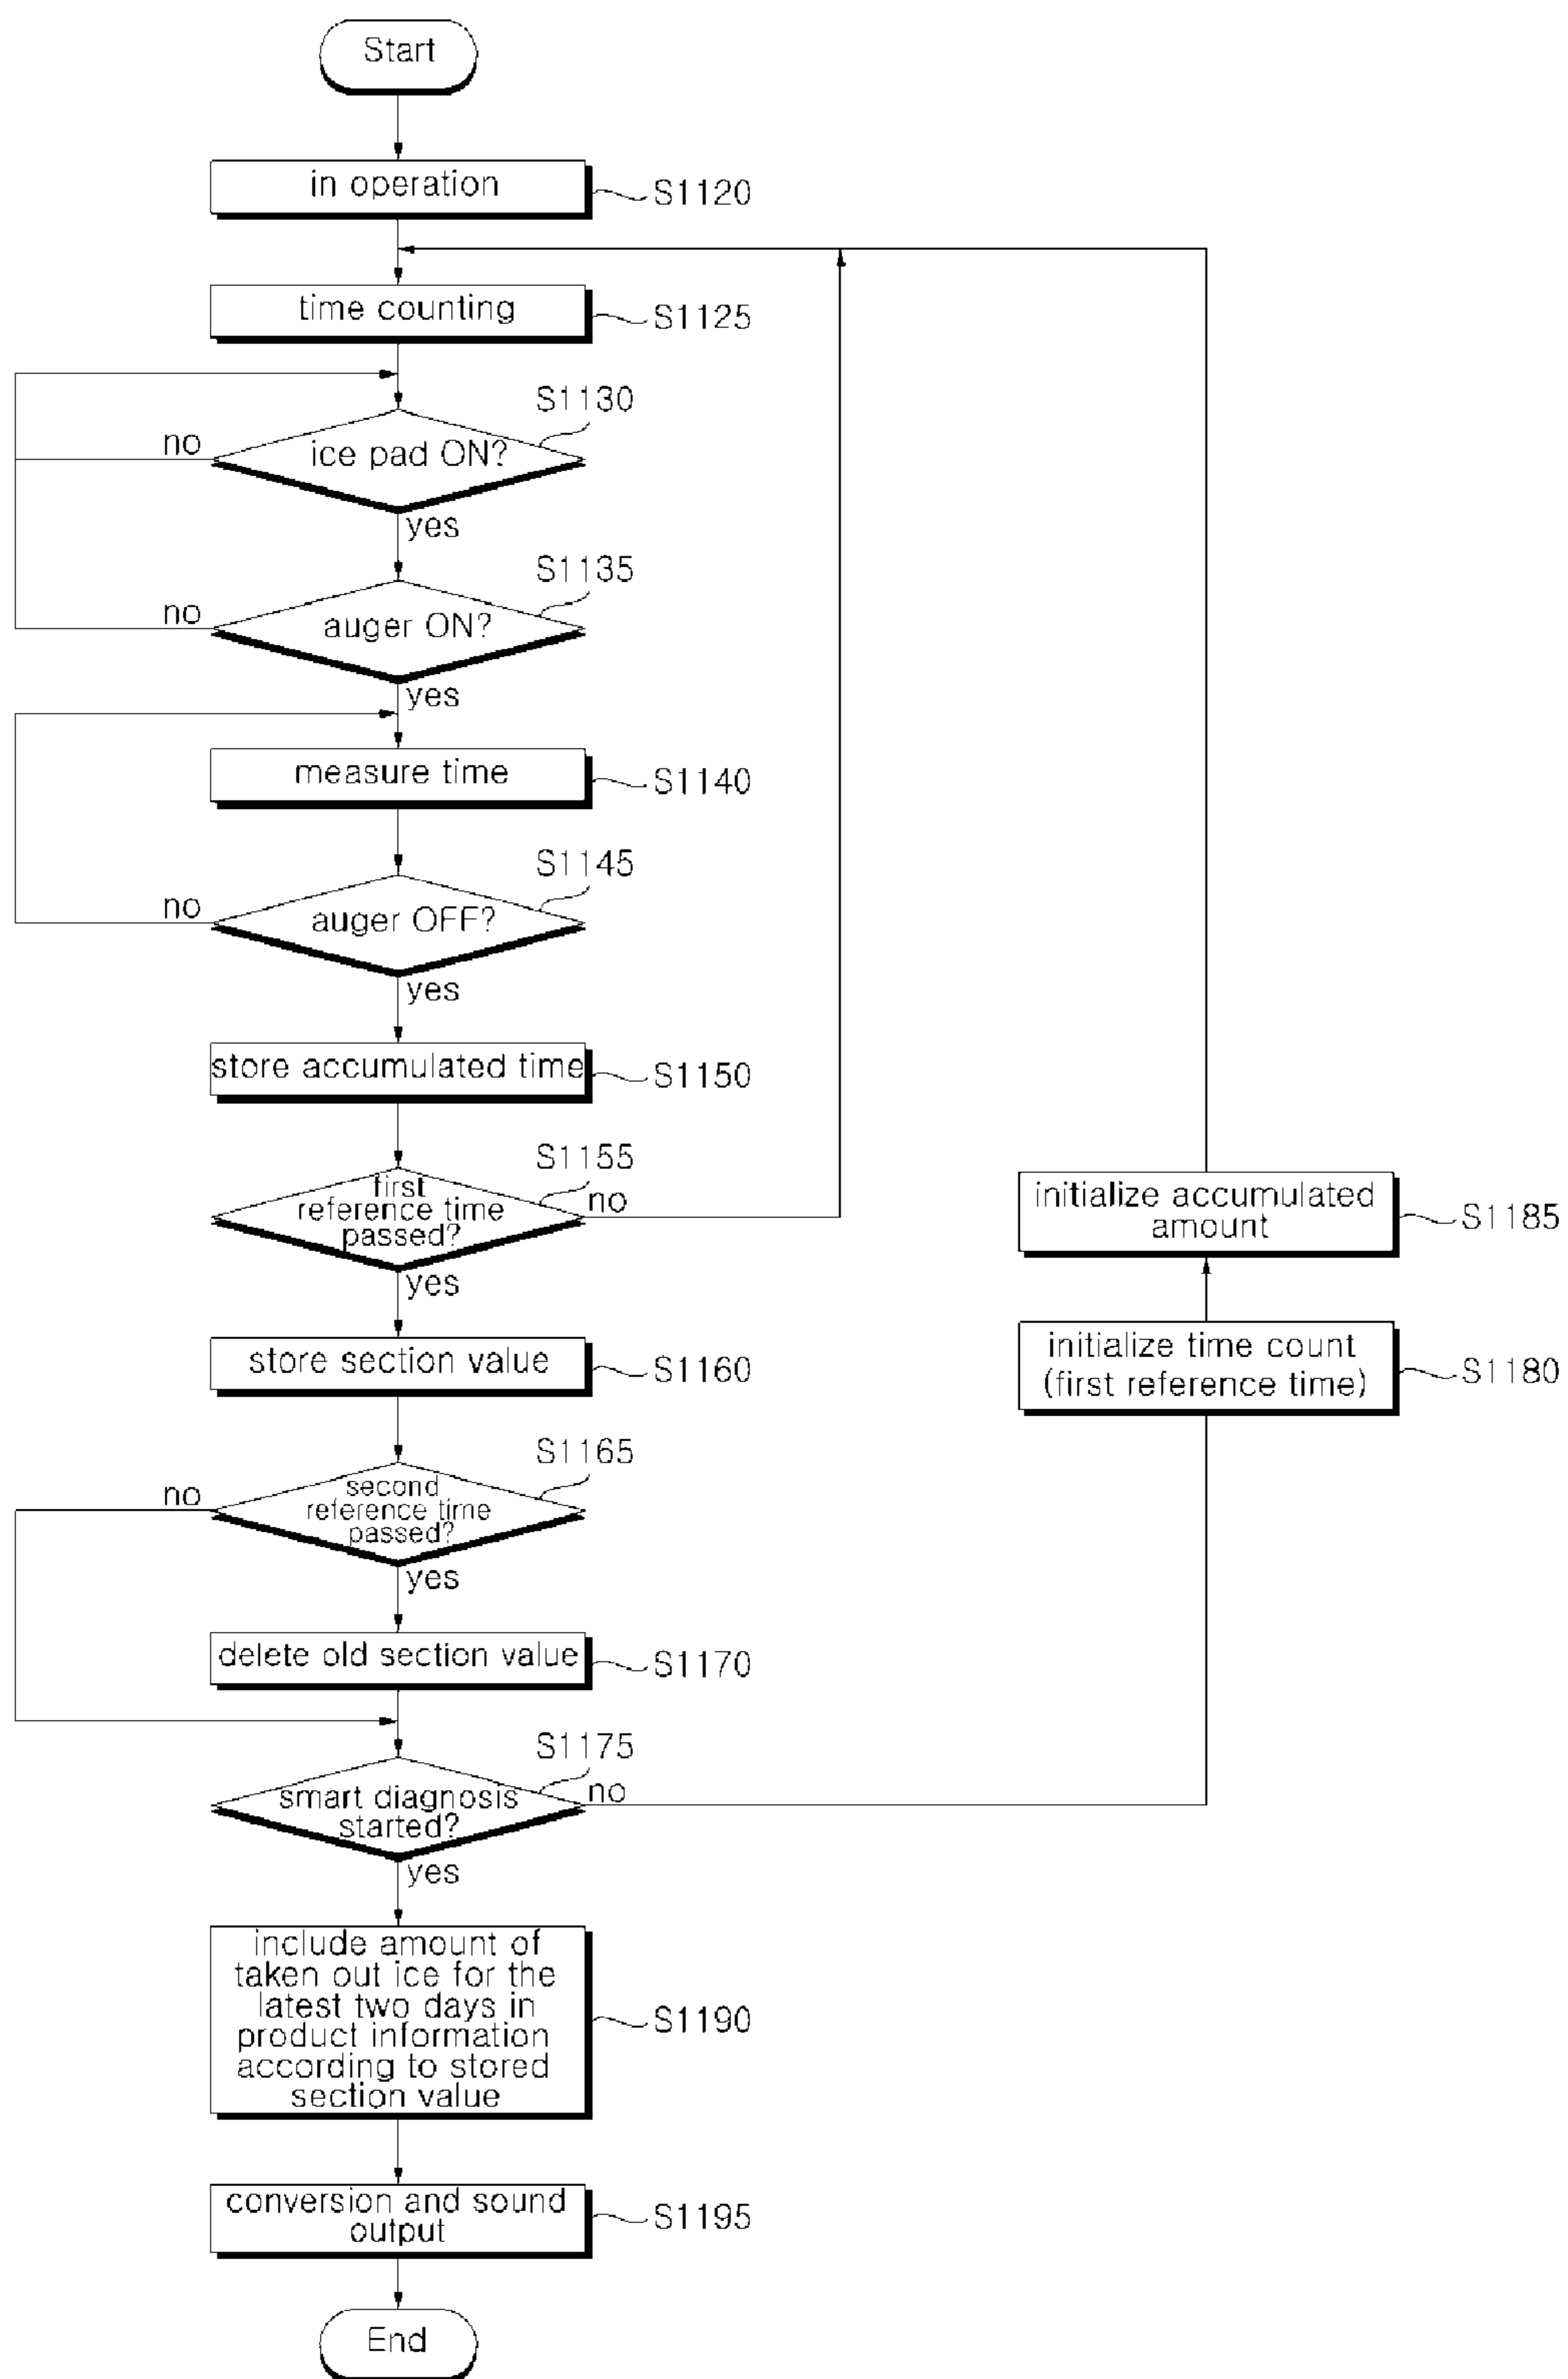 Start
in operation
S1120
time counting
S1125
S1130
no
ice pad ON?
yes
S1135
no
auger ON?
yes
measure time
S1140
S1145
no
auger OFF?
yes
store accumulated time
S1150
S1155
first
reference time
passed?
no
yes
initialize accumulated
amount
S1185
store section value
S1160
initialize time count
(first reference time)
S1180
S1165
no
second
reference time
passed?
yes
delete old section value
S1170
S1175
smart diagnosis
started?
no
yes
include amount of
taken out ice for the
latest two days in
product information
according to stored
section value
S1190
conversion and sound
output
S1195
End